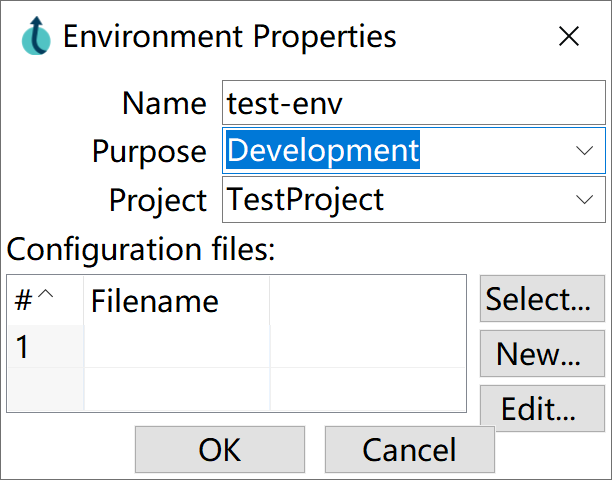 Environment Properties
Name test-env
Purpose Development
Project TestProject
Configuration files:
# Filename
1
Select...
New...
Edit...
OK Cancel